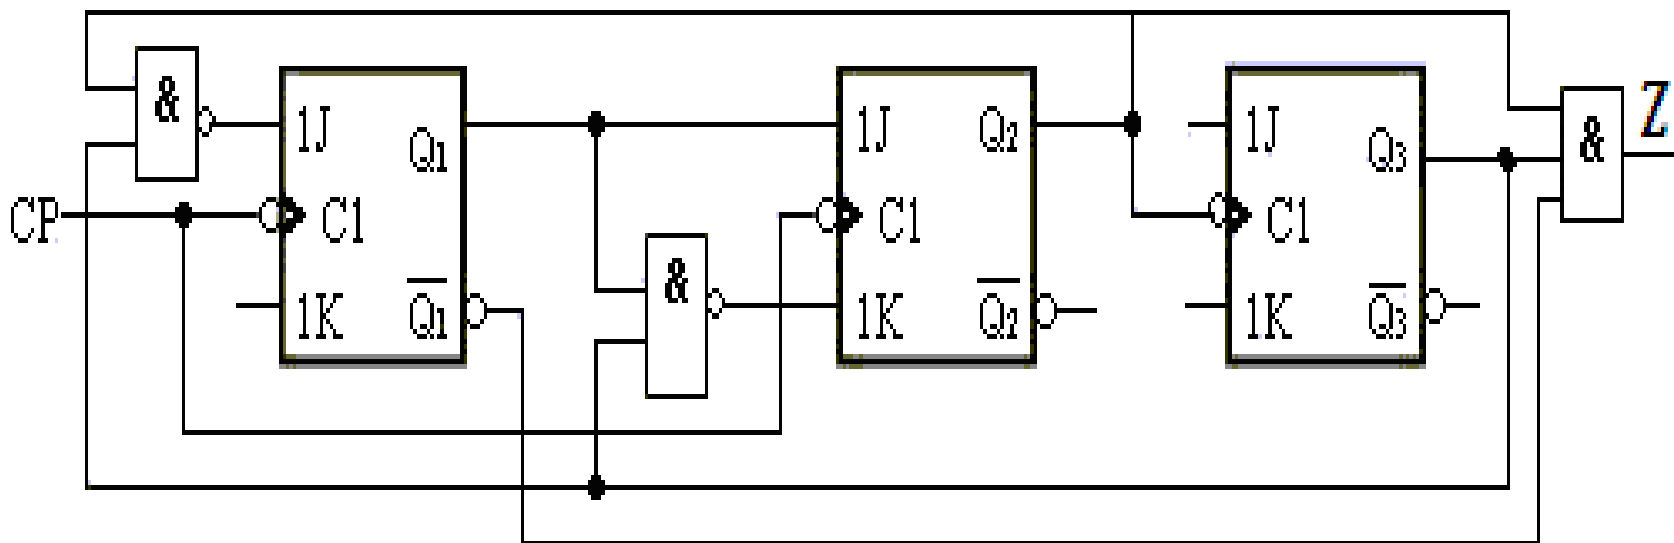 & 1J Q₁ 1J Q₂ 1J Q₃ & Z
CP C1 & C1 C1
1K Q̅₁ 1K Q̅₂ 1K Q̅₃